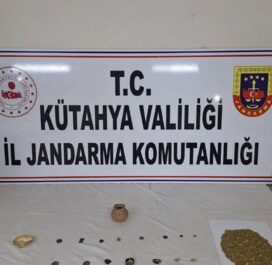 T.C.
KÜTAHYA VALİLİĞİ
İL JANDARMA KOMUTANLIĞI